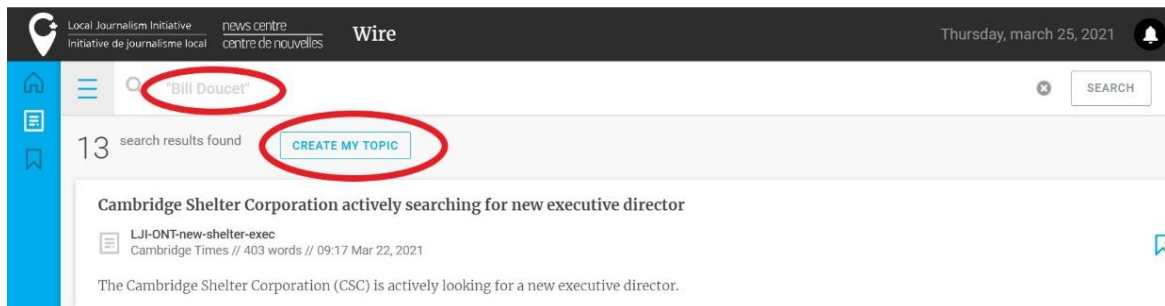 Local Journalism Initiative
Initiative de journalisme local
news centre
centre de nouvelles
Wire
Thursday, march 25, 2021
"Bill Doucet"
SEARCH
13 search results found
CREATE MY TOPIC
Cambridge Shelter Corporation actively searching for new executive director
LJI-ONT-new-shelter-exec
Cambridge Times // 403 words // 09:17 Mar 22, 2021
The Cambridge Shelter Corporation (CSC) is actively looking for a new executive director.